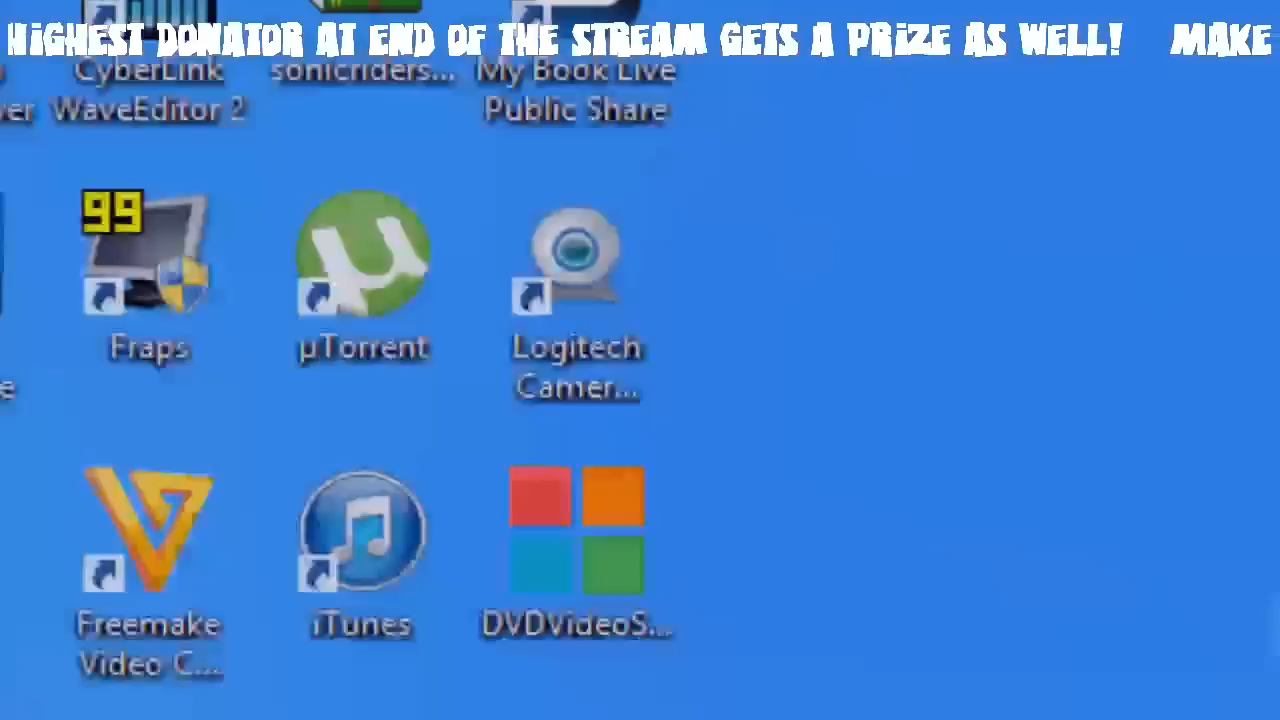 HIGHEST DONATOR AT END OF THE STREAM GETS A PRIZE AS WELL! MAKE
CyberLink
WaveEditor 2
sonicriders...
My Book Live
Public Share
ver
99
Fraps
µTorrent
Logitech
Camer...
e
Freemake
Video C...
iTunes
DVDVideoS...